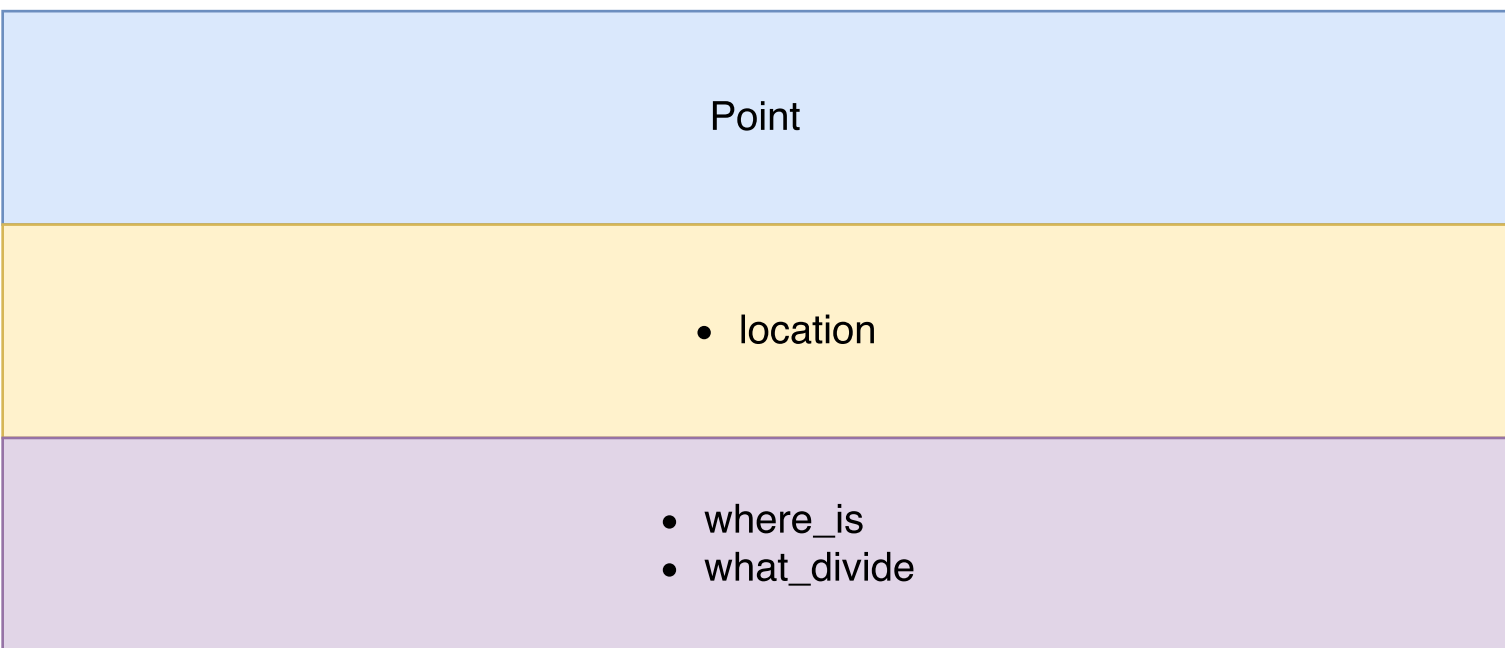 Point
• location
• where_is
• what_divide